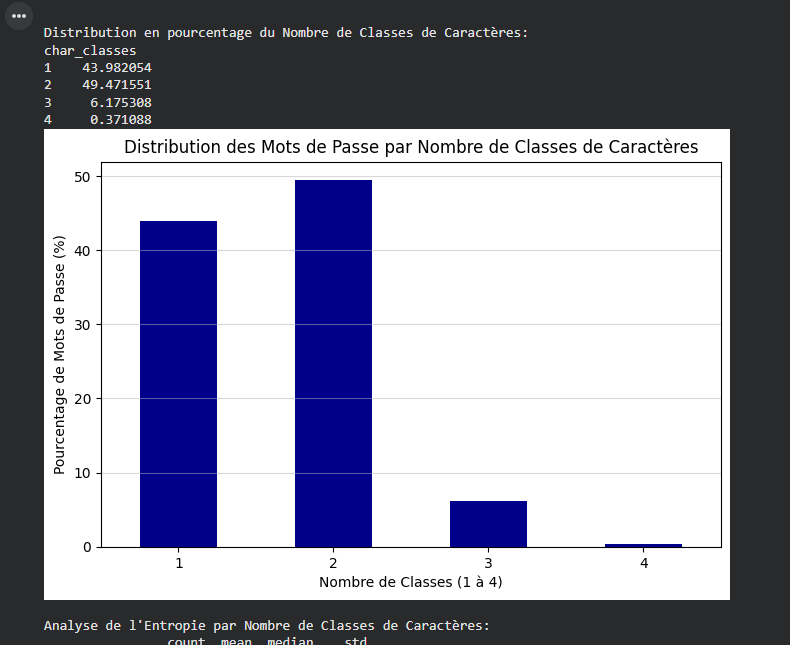 Distribution en pourcentage du Nombre de Classes de Caractères:
char_classes
1    43.982054
2    49.471551
3     6.175308
4     0.371088
Distribution des Mots de Passe par Nombre de Classes de Caractères
Pourcentage de Mots de Passe (%)
50
40
30
20
10
0
1 2 3 4
Nombre de Classes (1 à 4)
Analyse de l'Entropie par Nombre de Classes de Caractères:
count  mean  median    std